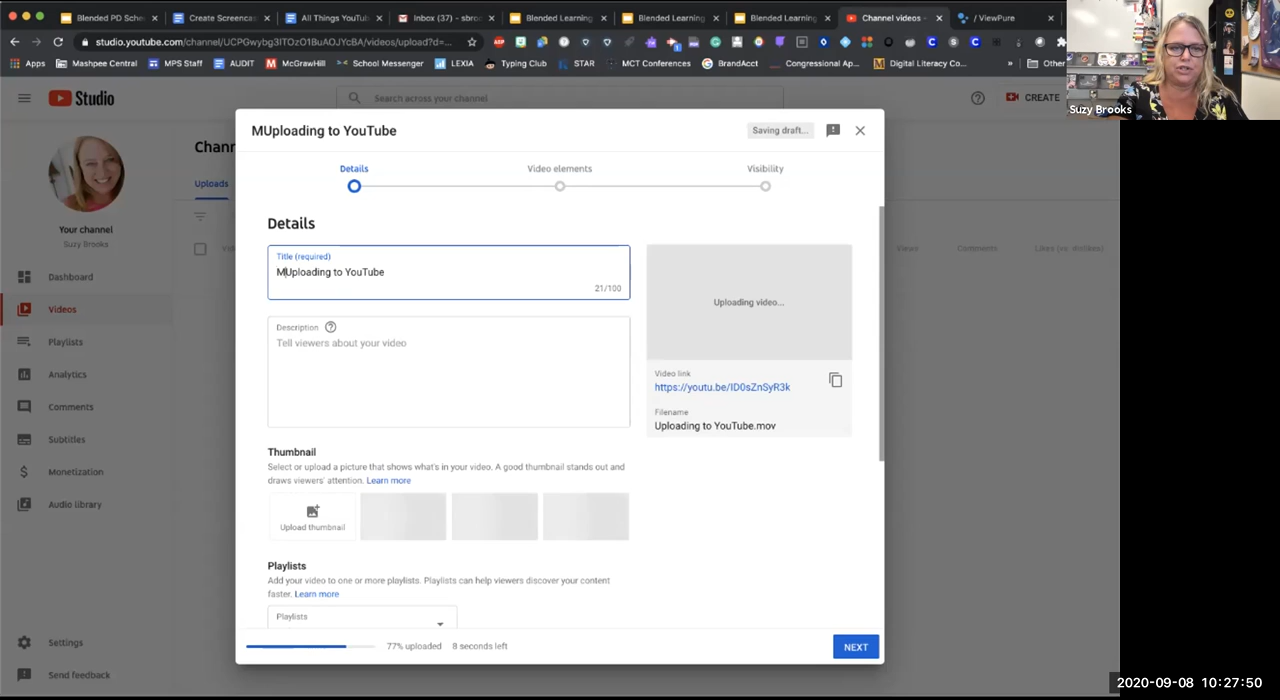 Blended PD Sche
Create Screencas
All Things YouTub
Inbox (37) - sbroo
Blended Learning
Blended Learning
Blended Learning
Channel videos -
/ ViewPure
studio.youtube.com/channel/UCPGwybg3ITOzO1BuAOJYcBA/videos/upload?d=...
Apps
Mashpee Central
MPS Staff
AUDIT
McGrawHill
School Messenger
LEXIA
Typing Club
STAR
MCT Conferences
BrandAcct
Congressional Ap...
Digital Literacy Co...
»
Other
Suzy Brooks
Studio
Search across your channel
CREATE
MUploading to YouTube
Saving draft...
Chann
Uploads
Details
Video elements
Visibility
Your channel
Suzy Brooks
Details
Title (required)
MUploading to YouTube
21/100
Uploading video...
Views
Comments
Likes (vs. dislikes)
Dashboard
Videos
Playlists
Analytics
Comments
Subtitles
Monetization
Audio library
Description
Tell viewers about your video
Video link
https://youtu.be/ID0sZnSyR3k
Filename
Uploading to YouTube.mov
Thumbnail
Select or upload a picture that shows what's in your video. A good thumbnail stands out and
draws viewers' attention. Learn more
Upload thumbnail
Playlists
Add your video to one or more playlists. Playlists can help viewers discover your content
faster. Learn more
Playlists
77% uploaded
8 seconds left
NEXT
Settings
Send feedback
2020-09-08 10:27:50